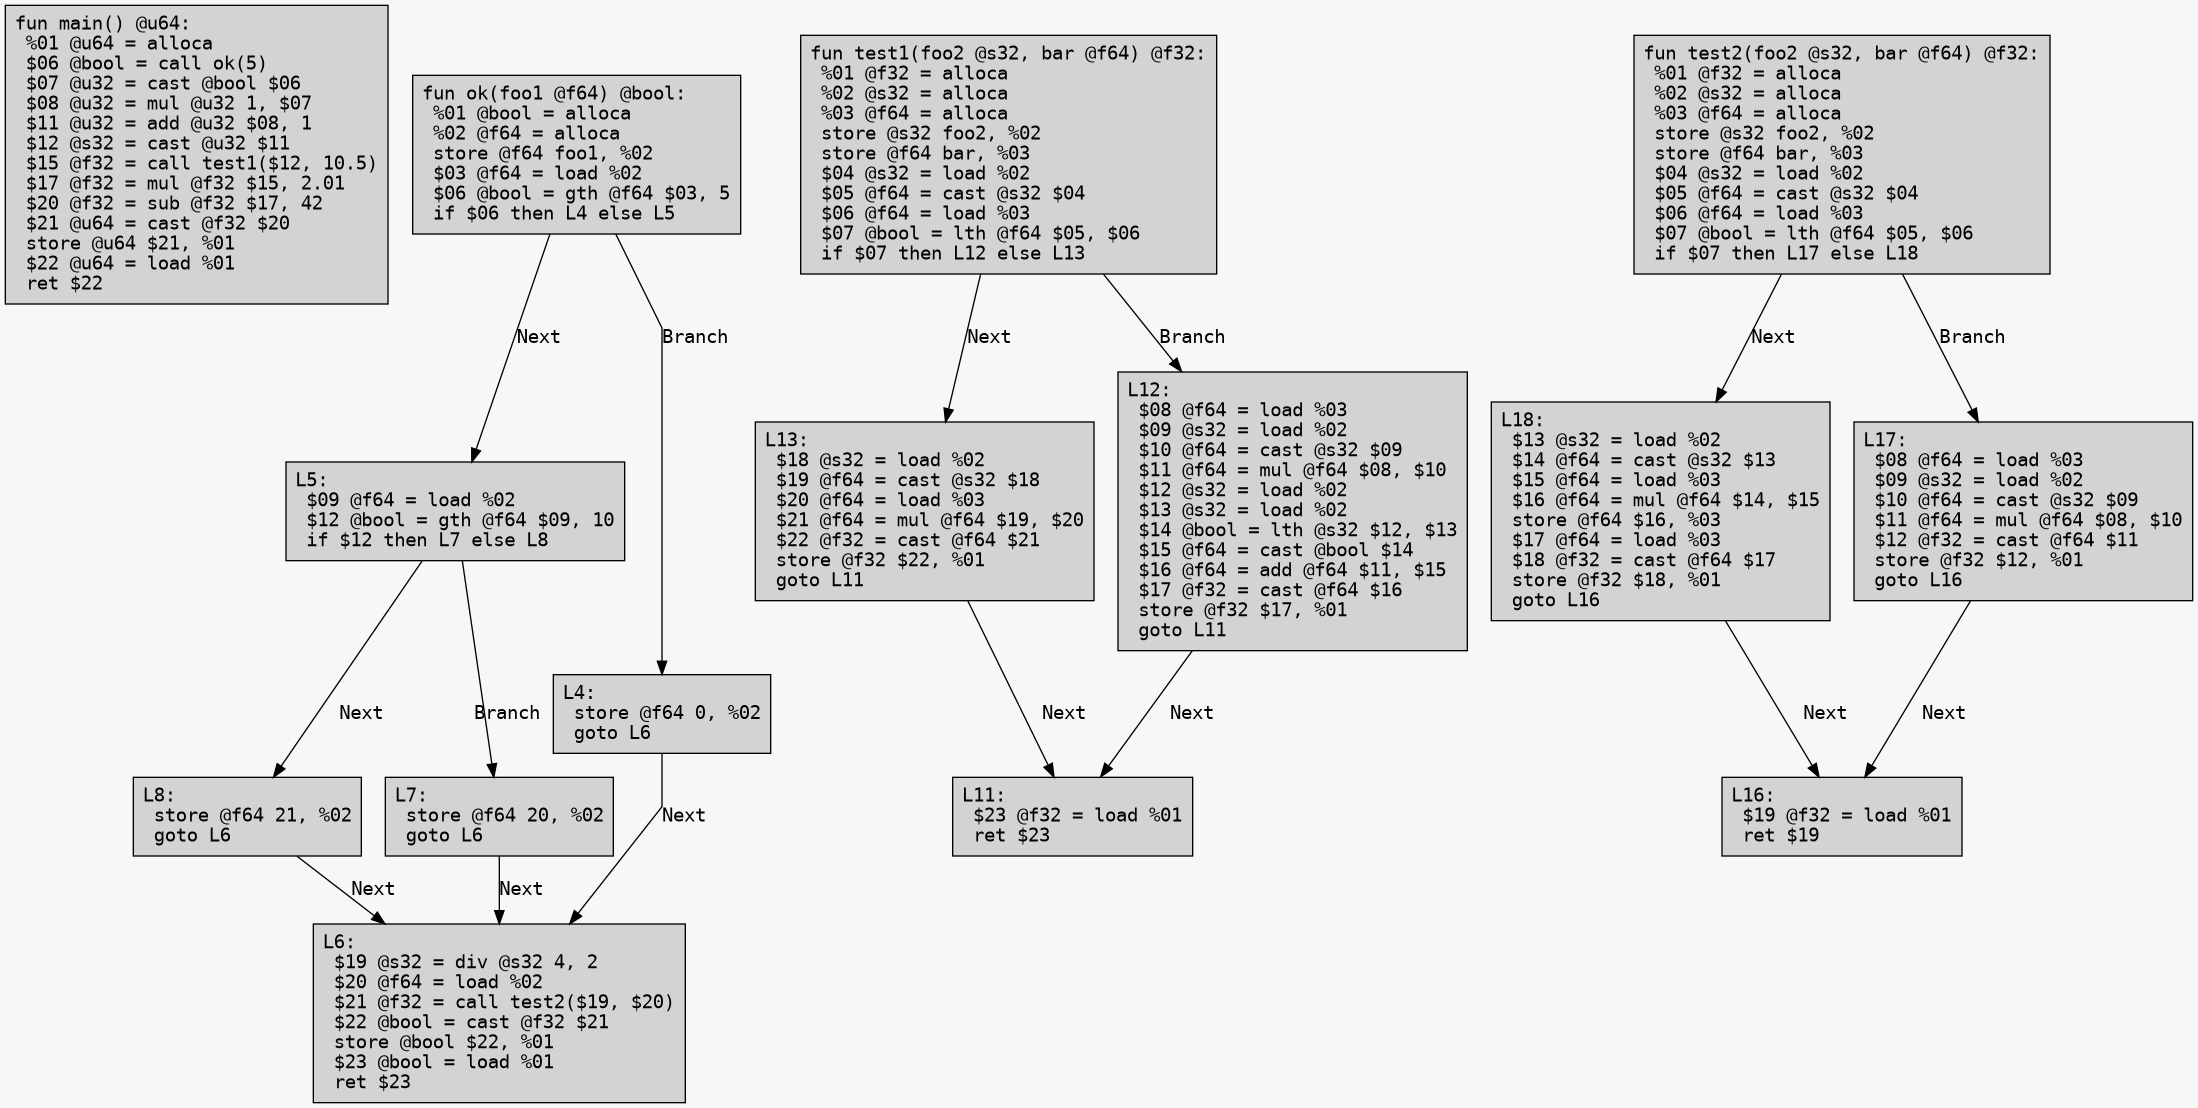 fun main() @u64:
%01 @u64 = alloca
$06 @bool = call ok(5)
$07 @u32 = cast @bool $06
$08 @u32 = mul @u32 1, $07
$11 @u32 = add @u32 $08, 1
$12 @s32 = cast @u32 $11
$15 @f32 = call test1($12, 10.5)
$17 @f32 = mul @f32 $15, 2.01
$20 @f32 = sub @f32 $17, 42
$21 @u64 = cast @f32 $20
store @u64 $21, %01
$22 @u64 = load %01
ret $22
fun ok(foo1 @f64) @bool:
%01 @bool = alloca
%02 @f64 = alloca
store @f64 foo1, %02
$03 @f64 = load %02
$06 @bool = gth @f64 $03, 5
if $06 then L4 else L5
Next
Branch
L5:
$09 @f64 = load %02
$12 @bool = gth @f64 $09, 10
if $12 then L7 else L8
Next
Branch
L4:
store @f64 0, %02
goto L6
L8:
store @f64 21, %02
goto L6
L7:
store @f64 20, %02
goto L6
Next
Next
Next
L6:
$19 @s32 = div @s32 4, 2
$20 @f64 = load %02
$21 @f32 = call test2($19, $20)
$22 @bool = cast @f32 $21
store @bool $22, %01
$23 @bool = load %01
ret $23
fun test1(foo2 @s32, bar @f64) @f32:
%01 @f32 = alloca
%02 @s32 = alloca
%03 @f64 = alloca
store @s32 foo2, %02
store @f64 bar, %03
$04 @s32 = load %02
$05 @f64 = cast @s32 $04
$06 @f64 = load %03
$07 @bool = lth @f64 $05, $06
if $07 then L12 else L13
Next
Branch
L13:
$18 @s32 = load %02
$19 @f64 = cast @s32 $18
$20 @f64 = load %03
$21 @f64 = mul @f64 $19, $20
$22 @f32 = cast @f64 $21
store @f32 $22, %01
goto L11
L12:
$08 @f64 = load %03
$09 @s32 = load %02
$10 @f64 = cast @s32 $09
$11 @f64 = mul @f64 $08, $10
$12 @s32 = load %02
$13 @s32 = load %02
$14 @bool = lth @s32 $12, $13
$15 @f64 = cast @bool $14
$16 @f64 = add @f64 $11, $15
$17 @f32 = cast @f64 $16
store @f32 $17, %01
goto L11
Next
Next
L11:
$23 @f32 = load %01
ret $23
fun test2(foo2 @s32, bar @f64) @f32:
%01 @f32 = alloca
%02 @s32 = alloca
%03 @f64 = alloca
store @s32 foo2, %02
store @f64 bar, %03
$04 @s32 = load %02
$05 @f64 = cast @s32 $04
$06 @f64 = load %03
$07 @bool = lth @f64 $05, $06
if $07 then L17 else L18
Next
Branch
L18:
$13 @s32 = load %02
$14 @f64 = cast @s32 $13
$15 @f64 = load %03
$16 @f64 = mul @f64 $14, $15
store @f64 $16, %03
$17 @f64 = load %03
$18 @f32 = cast @f64 $17
store @f32 $18, %01
goto L16
L17:
$08 @f64 = load %03
$09 @s32 = load %02
$10 @f64 = cast @s32 $09
$11 @f64 = mul @f64 $08, $10
$12 @f32 = cast @f64 $11
store @f32 $12, %01
goto L16
Next
Next
L16:
$19 @f32 = load %01
ret $19